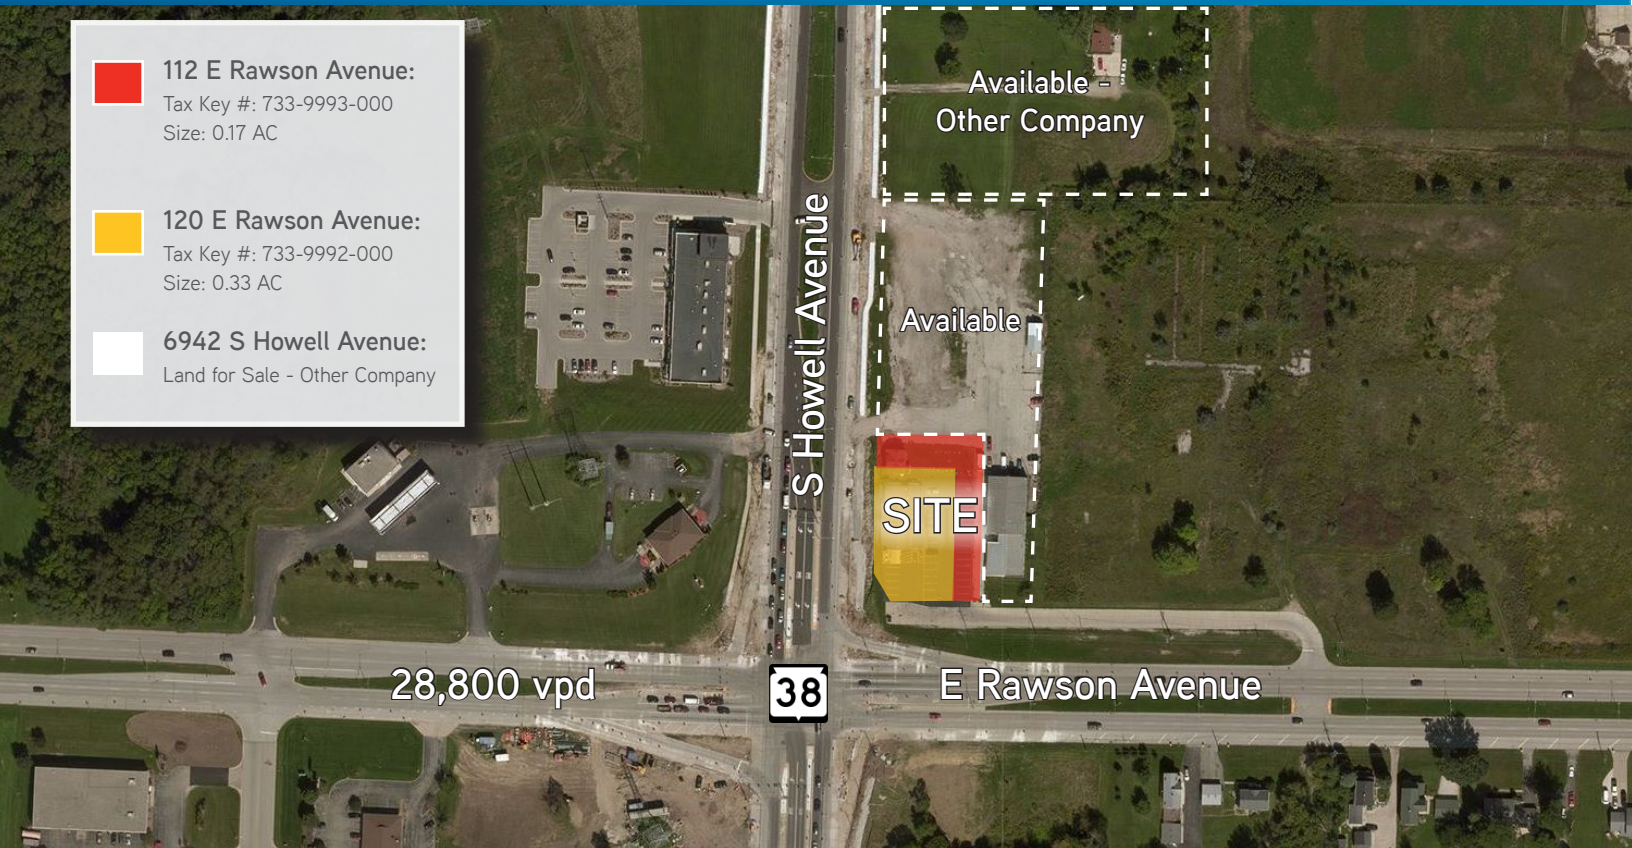 112 E Rawson Avenue:
Tax Key #: 733-9993-000
Size: 0.17 AC
120 E Rawson Avenue:
Tax Key #: 733-9992-000
Size: 0.33 AC
6942 S Howell Avenue:
Land for Sale - Other Company
Available -
Other Company
S Howell Avenue
Available
SITE
28,800 vpd
38
E Rawson Avenue